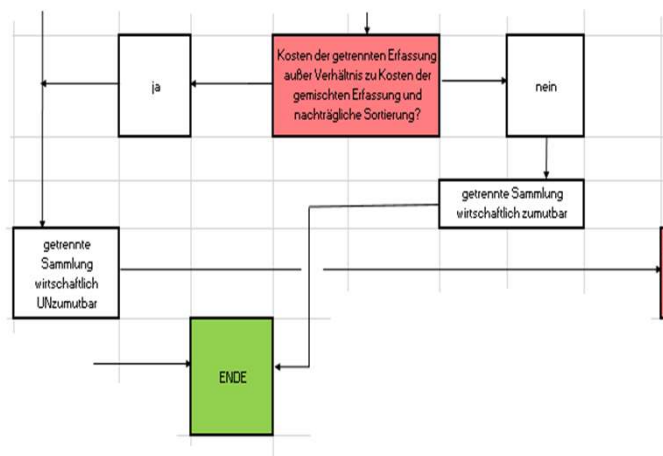 Kosten der getrennten Erfassung
außer Verhältnis zu Kosten der
gemischten Erfassung und
nachträgliche Sortierung?
ja
nein
getrennte Sammlung
wirtschaftlich zumutbar
getrennte
Sammlung
wirtschaftlich
UNzumutbar
ENDE